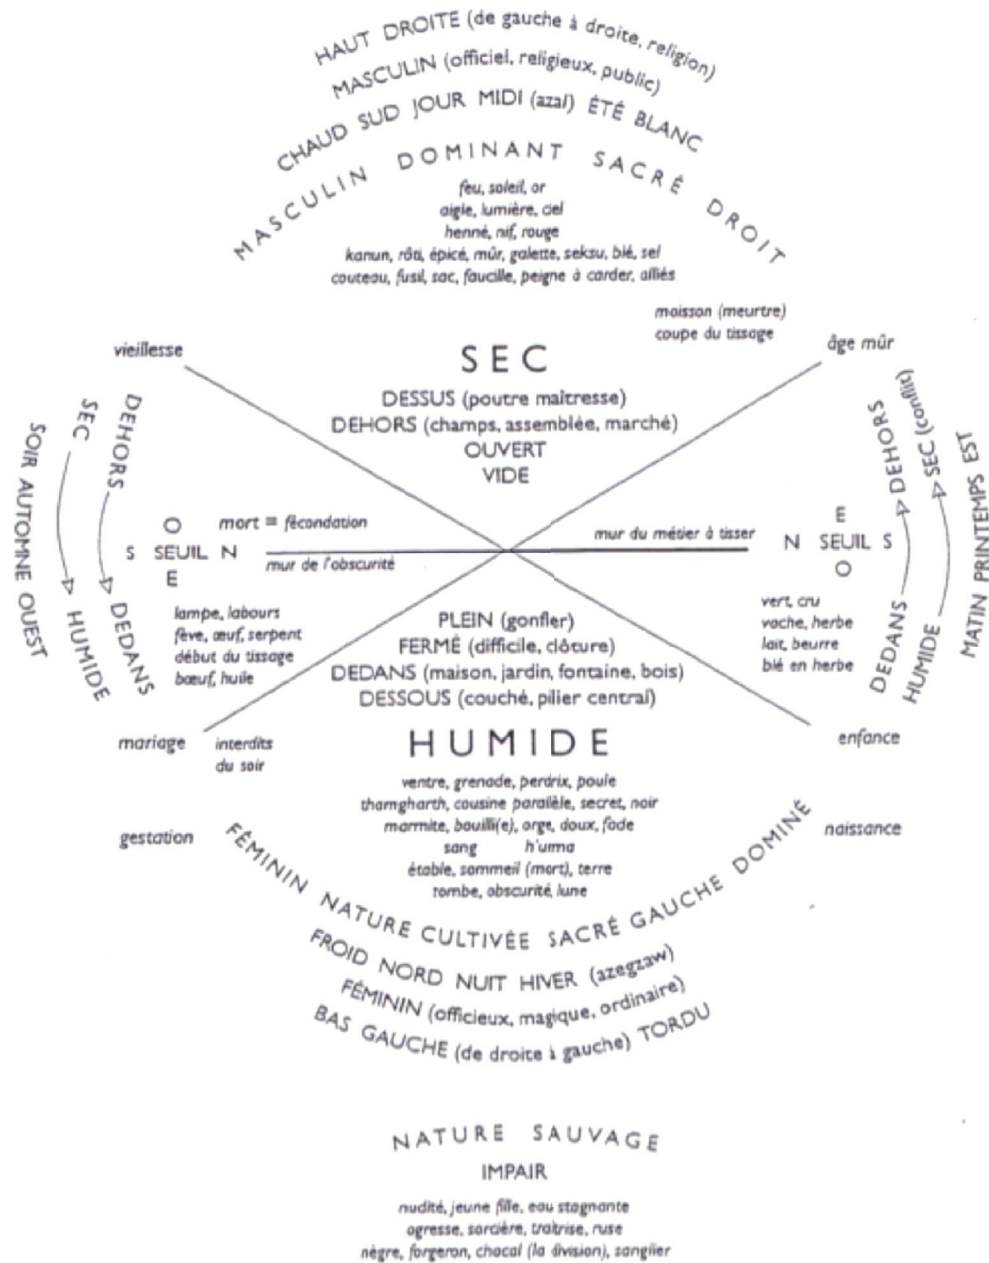 HAUT DROITE (de gauche à droite, religion)
MASCULIN (officiel, religieux, public)
CHAUD SUD JOUR MIDI (azal) ÉTÉ BLANC
MASCULIN DOMINANT SACRÉ DROIT
feu, soleil, or
aigle, lumière, ciel
henné, nif, rouge
kanun, rôti, épicé, mûr, galette, seksu, blé, sel
couteau, fusil, soc, faucille, peigne à carder, alliés
moisson (meurtre)
coupe du tissage
vieillesse
âge mûr
SEC
DESSUS (poutre maîtresse)
DEHORS (champs, assemblée, marché)
OUVERT
VIDE
SOIR AUTOMNE OUEST
SEC HUMIDE
DEHORS DEDANS
O
S SEUIL N
E
mort = fécondation
mur de l'obscurité
lampe, labours
fève, œuf, serpent
début du tissage
bœuf, huile
mur du métier à tisser
E
N SEUIL S
O
vert, cru
vache, herbe
lait, beurre
blé en herbe
DEDANS DEHORS
HUMIDE SEC (conflit)
MATIN PRINTEMPS EST
PLEIN (gonfler)
FERMÉ (difficile, clôture)
DEDANS (maison, jardin, fontaine, bois)
DESSOUS (couché, pilier central)
HUMIDE
mariage
interdits
du soir
enfance
gestation
naissance
ventre, grenade, perdrix, poule
thamgharth, cousine parallèle, secret, noir
marmite, bouilli(e), orge, doux, fade
sang h'urma
étable, sommeil (mort), terre
tombe, obscurité, lune
FÉMININ NATURE CULTIVÉE SACRÉ GAUCHE DOMINÉ
FROID NORD NUIT HIVER (azegzaw)
FÉMININ (officieux, magique, ordinaire)
BAS GAUCHE (de droite à gauche) TORDU
NATURE SAUVAGE
IMPAIR
nudité, jeune fille, eau stagnante
ogresse, sorcière, traîtrise, ruse
nègre, forgeron, chacal (la division), sanglier